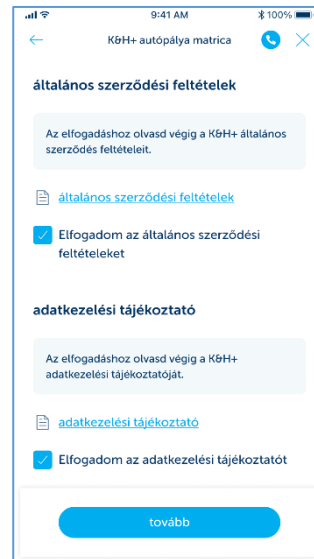 9:41 AM
100%
K&H+ autópálya matrica
általános szerződési feltételek
Az elfogadáshoz olvasd végig a K&H+ általános
szerződés feltételeit.
általános szerződési feltételek
Elfogadom az általános szerződési
feltételeket
adatkezelési tájékoztató
Az elfogadáshoz olvasd végig a K&H+
adatkezelési tájékoztatóját.
adatkezelési tájékoztató
Elfogadom az adatkezelési tájékoztatót
tovább